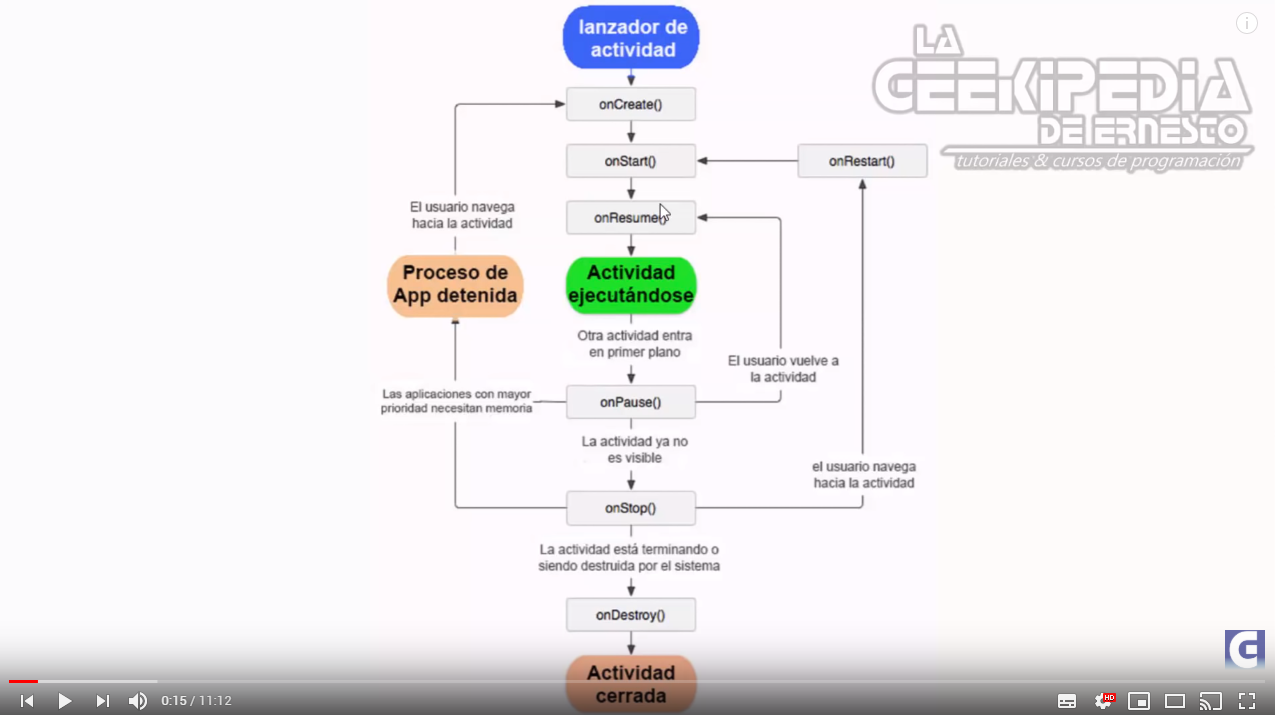 lanzador de
actividad
LA
GEEKIPEDIA
DE ERNESTO
tutoriales & cursos de programación
onCreate()
onStart()
onRestart()
El usuario navega
hacia la actividad
onResume()
Proceso de
App detenida
Actividad
ejecutándose
Otra actividad entra
en primer plano
El usuario vuelve a
la actividad
Las aplicaciones con mayor
prioridad necesitan memoria
onPause()
La actividad ya no
es visible
el usuario navega
hacia la actividad
onStop()
La actividad está terminando o
siendo destruida por el sistema
onDestroy()
Actividad
cerrada
0:15 / 11:12
HD